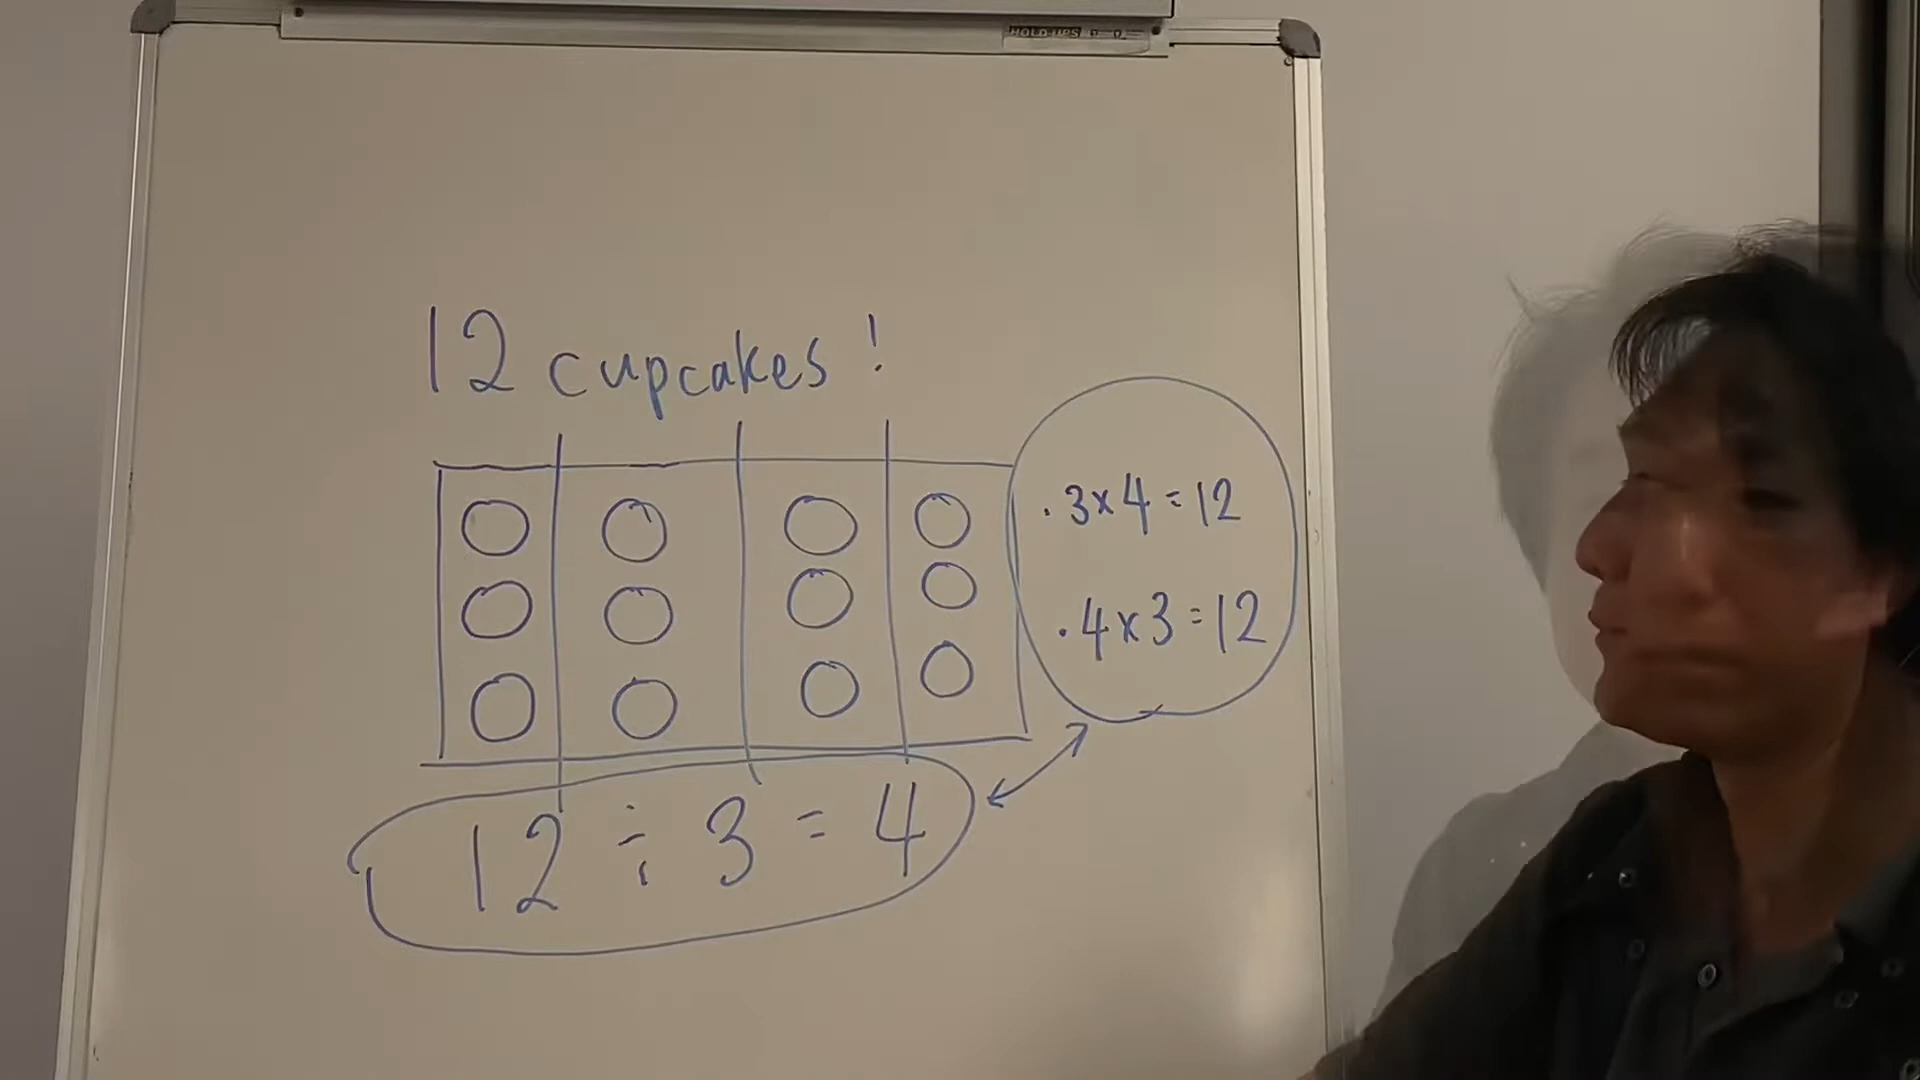 12 cupcakes!
. 3 x 4 = 12
. 4 x 3 = 12
12 ÷ 3 = 4